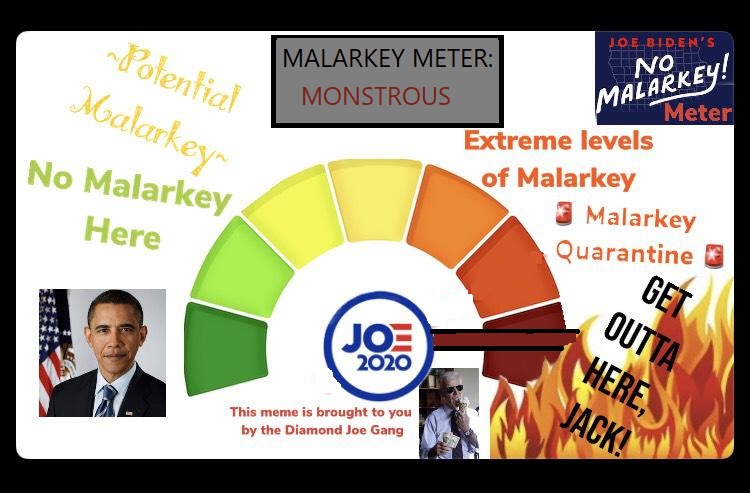 MALARKEY METER:
MONSTROUS
JOE BIDEN'S
NO
MALARKEY!
Meter
~Potential
Malarkey~
No Malarkey
Here
Extreme levels
of Malarkey
🚨 Malarkey
Quarantine 🚨
GET
OUTTA
HERE,
JACK!
JOE
2020
This meme is brought to you
by the Diamond Joe Gang